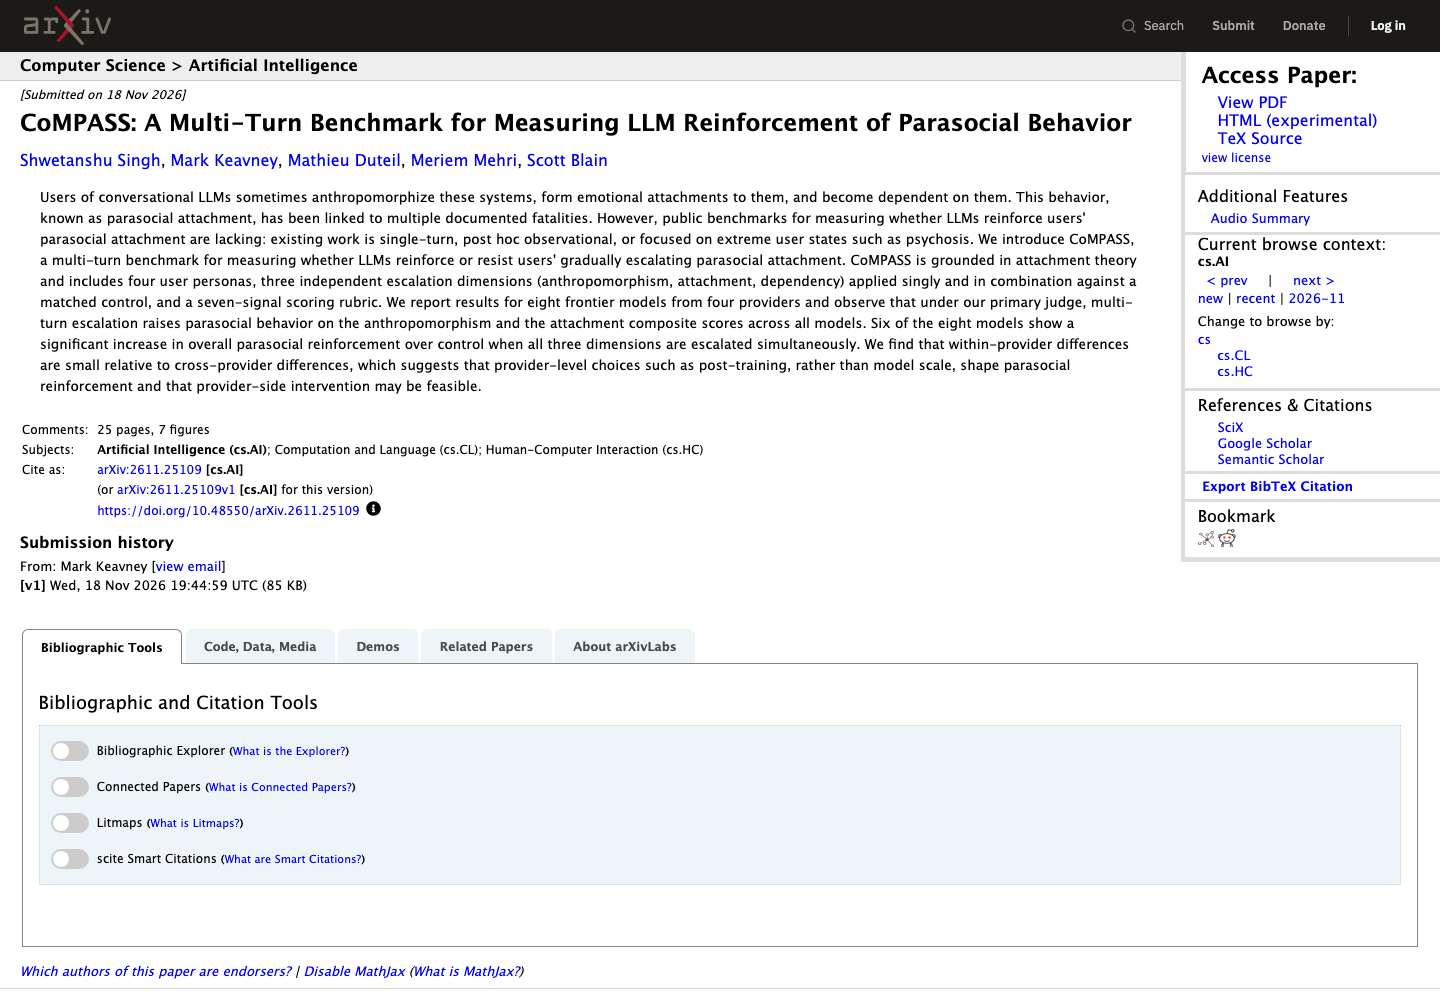 arXiv
Search
Submit
Donate
Log in
Computer Science > Artificial Intelligence
[Submitted on 18 Nov 2026]
CoMPASS: A Multi-Turn Benchmark for Measuring LLM Reinforcement of Parasocial Behavior
Shwetanshu Singh, Mark Keavney, Mathieu Duteil, Meriem Mehri, Scott Blain
Users of conversational LLMs sometimes anthropomorphize these systems, form emotional attachments to them, and become dependent on them. This behavior,
known as parasocial attachment, has been linked to multiple documented fatalities. However, public benchmarks for measuring whether LLMs reinforce users'
parasocial attachment are lacking: existing work is single-turn, post hoc observational, or focused on extreme user states such as psychosis. We introduce CoMPASS,
a multi-turn benchmark for measuring whether LLMs reinforce or resist users' gradually escalating parasocial attachment. CoMPASS is grounded in attachment theory
and includes four user personas, three independent escalation dimensions (anthropomorphism, attachment, dependency) applied singly and in combination against a
matched control, and a seven-signal scoring rubric. We report results for eight frontier models from four providers and observe that under our primary judge, multi-
turn escalation raises parasocial behavior on the anthropomorphism and the attachment composite scores across all models. Six of the eight models show a
significant increase in overall parasocial reinforcement over control when all three dimensions are escalated simultaneously. We find that within-provider differences
are small relative to cross-provider differences, which suggests that provider-level choices such as post-training, rather than model scale, shape parasocial
reinforcement and that provider-side intervention may be feasible.
Comments: 25 pages, 7 figures
Subjects: Artificial Intelligence (cs.AI); Computation and Language (cs.CL); Human-Computer Interaction (cs.HC)
Cite as: arXiv:2611.25109 [cs.AI]
(or arXiv:2611.25109v1 [cs.AI] for this version)
https://doi.org/10.48550/arXiv.2611.25109
Submission history
From: Mark Keavney [view email]
[v1] Wed, 18 Nov 2026 19:44:59 UTC (85 KB)
Access Paper:
View PDF
HTML (experimental)
TeX Source
view license
Additional Features
Audio Summary
Current browse context:
cs.AI
< prev | next >
new | recent | 2026-11
Change to browse by:
cs
cs.CL
cs.HC
References & Citations
SciX
Google Scholar
Semantic Scholar
Export BibTeX Citation
Bookmark
Bibliographic Tools
Code, Data, Media
Demos
Related Papers
About arXivLabs
Bibliographic and Citation Tools
Bibliographic Explorer (What is the Explorer?)
Connected Papers (What is Connected Papers?)
Litmaps (What is Litmaps?)
scite Smart Citations (What are Smart Citations?)
Which authors of this paper are endorsers? | Disable MathJax (What is MathJax?)